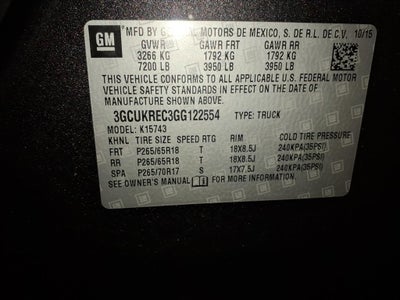 GM
MFD BY GENERAL MOTORS DE MEXICO, S. DE R.L. DE C.V. 10/15
GVWR GAWR FRT GAWR RR
3266 KG 1792 KG 1792 KG
7200 LB 3950 LB 3950 LB
THIS VEHICLE CONFORMS TO ALL APPLICABLE U.S. FEDERAL MOTOR
VEHICLE SAFETY STANDARDS IN EFFECT ON THE DATE OF
MANUFACTURE SHOWN ABOVE.
3GCUKREC3GG122554 TYPE: TRUCK
MODEL: K15743
KHNL TIRE SIZE SPEED RTG RIM COLD TIRE PRESSURE
FRT P265/65R18 T 18X8.5J 240KPA(35PSI)
RR P265/65R18 T 18X8.5J 240KPA(35PSI)
SPA P265/70R17 S 17X7.5J 240KPA(35PSI)
SEE OWNER'S MANUAL FOR MORE INFORMATION.